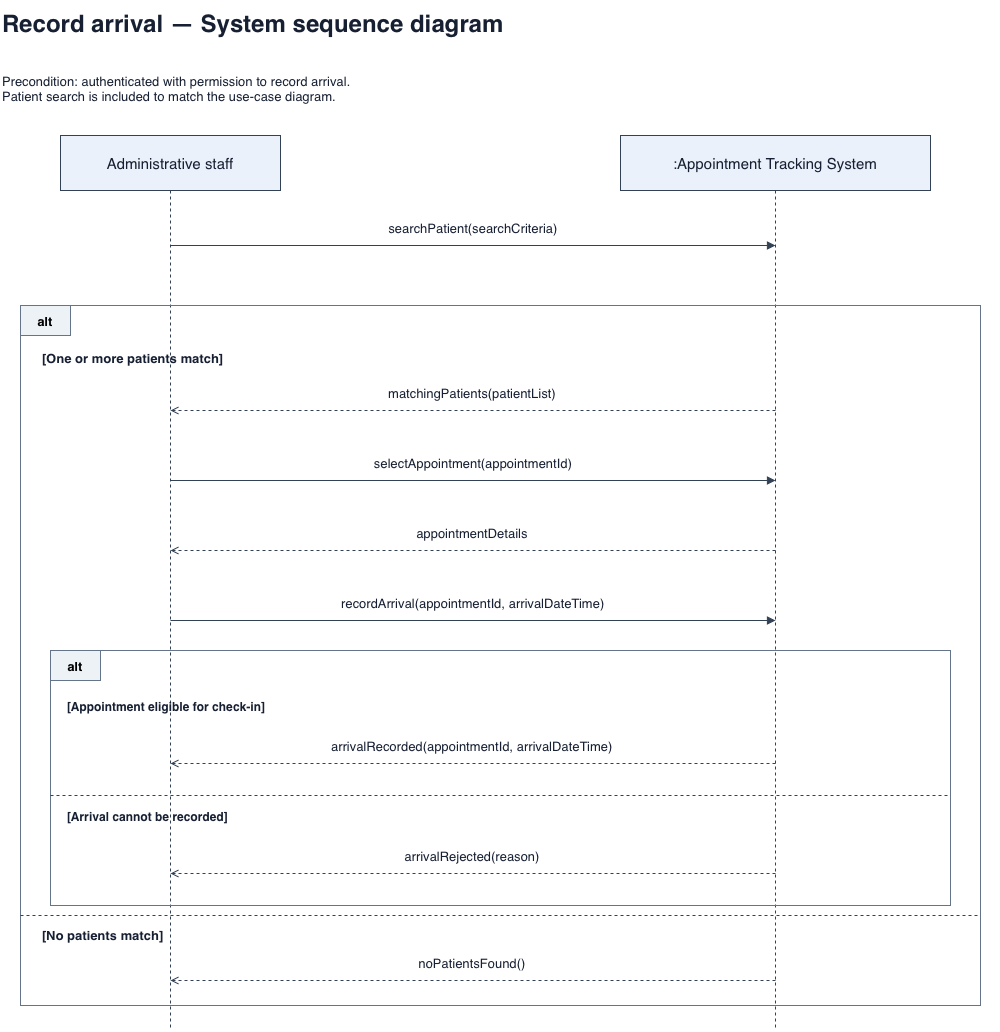 Record arrival — System sequence diagram
Precondition: authenticated with permission to record arrival.
Patient search is included to match the use-case diagram.
Administrative staff
:Appointment Tracking System
searchPatient(searchCriteria)
alt
[One or more patients match]
matchingPatients(patientList)
selectAppointment(appointmentId)
appointmentDetails
recordArrival(appointmentId, arrivalDateTime)
alt
[Appointment eligible for check-in]
arrivalRecorded(appointmentId, arrivalDateTime)
[Arrival cannot be recorded]
arrivalRejected(reason)
[No patients match]
noPatientsFound()